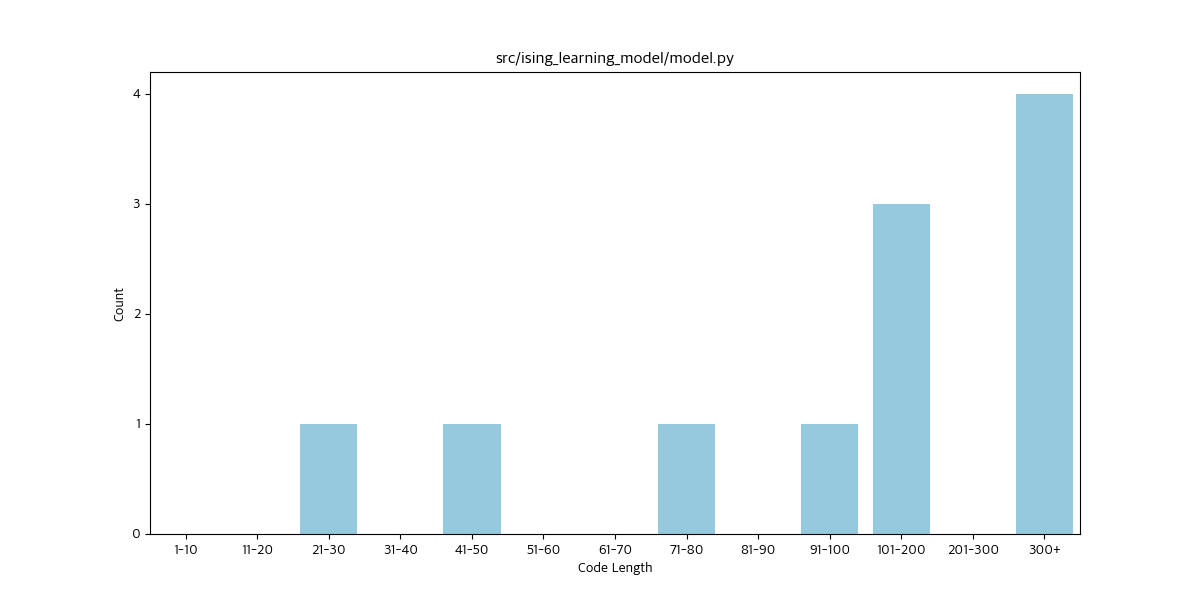 src/ising_learning_model/model.py
Count
4
3
2
1
0
1-10 11-20 21-30 31-40 41-50 51-60 61-70 71-80 81-90 91-100 101-200 201-300 300+
Code Length